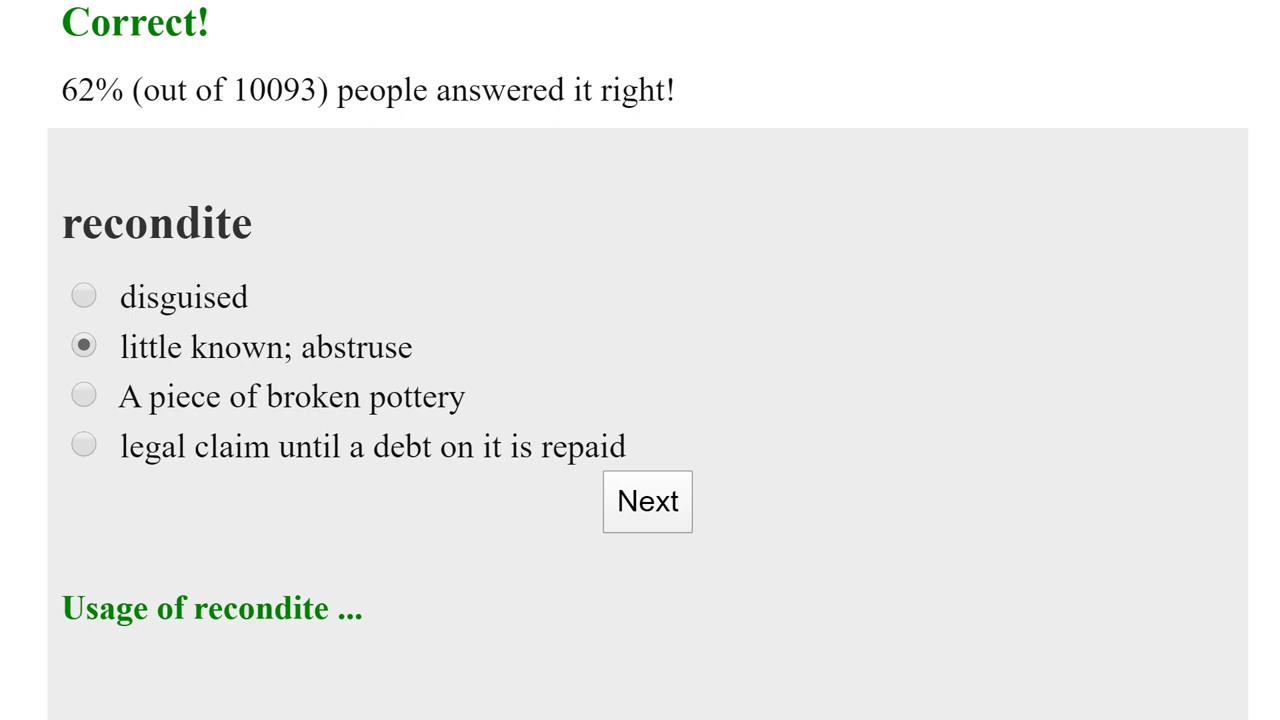 Correct!
62% (out of 10093) people answered it right!
recondite
disguised
little known; abstruse
A piece of broken pottery
legal claim until a debt on it is repaid
Next
Usage of recondite ...